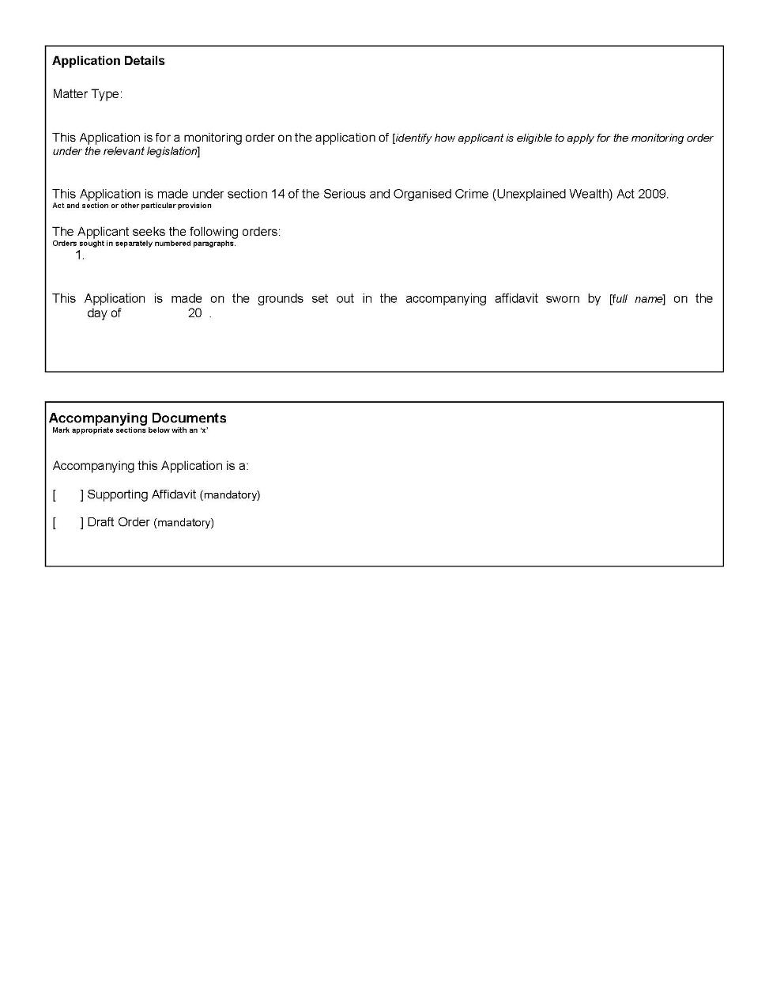 Application Details
Matter Type:
This Application is for a monitoring order on the application of [identify how applicant is eligible to apply for the monitoring order
under the relevant legislation]
This Application is made under section 14 of the Serious and Organised Crime (Unexplained Wealth) Act 2009.
Act and section or other particular provision
The Applicant seeks the following orders:
Orders sought in separately numbered paragraphs.
1.
This Application is made on the grounds set out in the accompanying affidavit sworn by [full name] on the
day of 20 .
Accompanying Documents
Mark appropriate sections below with an ‘x’
Accompanying this Application is a:
[ ] Supporting Affidavit (mandatory)
[ ] Draft Order (mandatory)